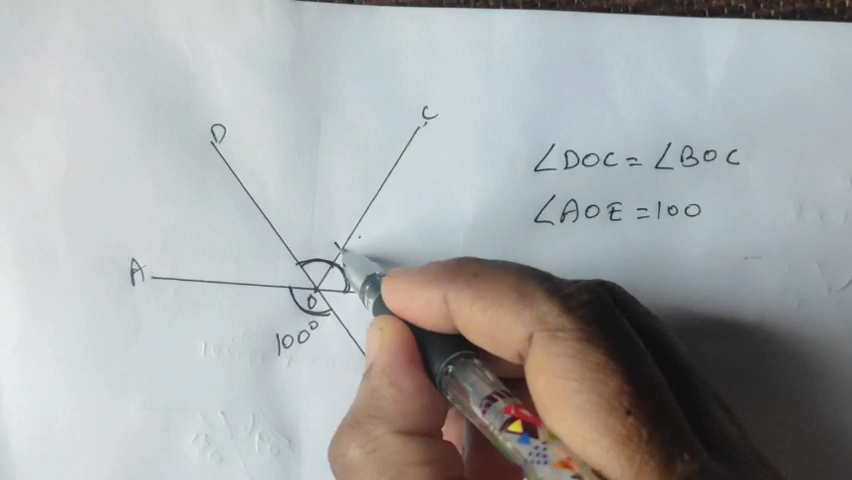 D
C
∠DOC = ∠BOC
∠AOE = 100
A
O
100°